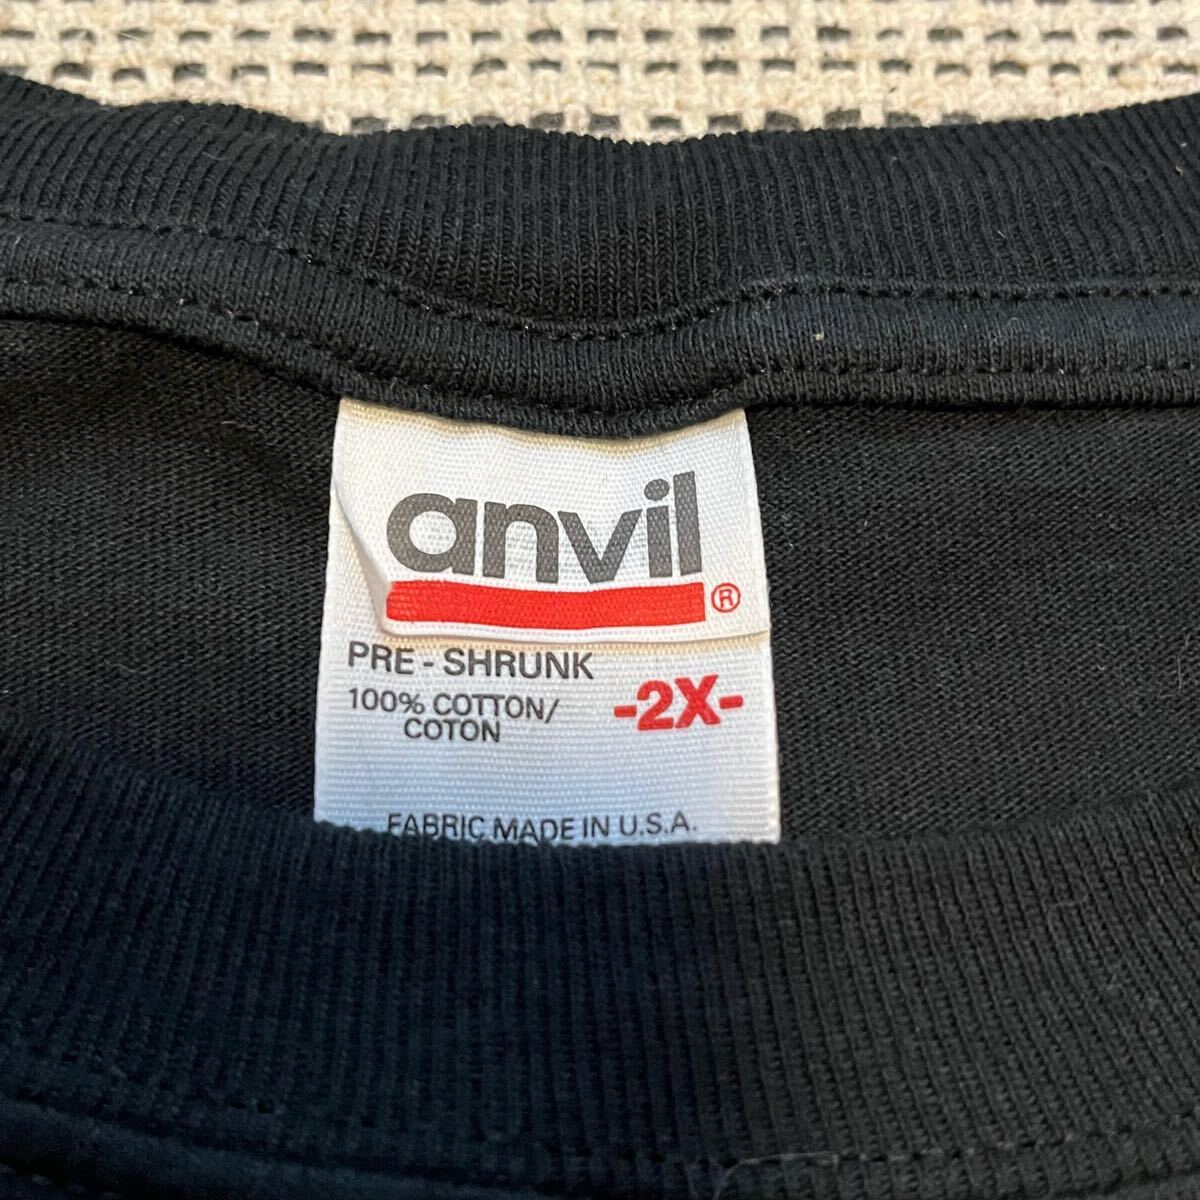 anvil®
PRE - SHRUNK
100% COTTON/
COTON
-2X-
FABRIC MADE IN U.S.A.